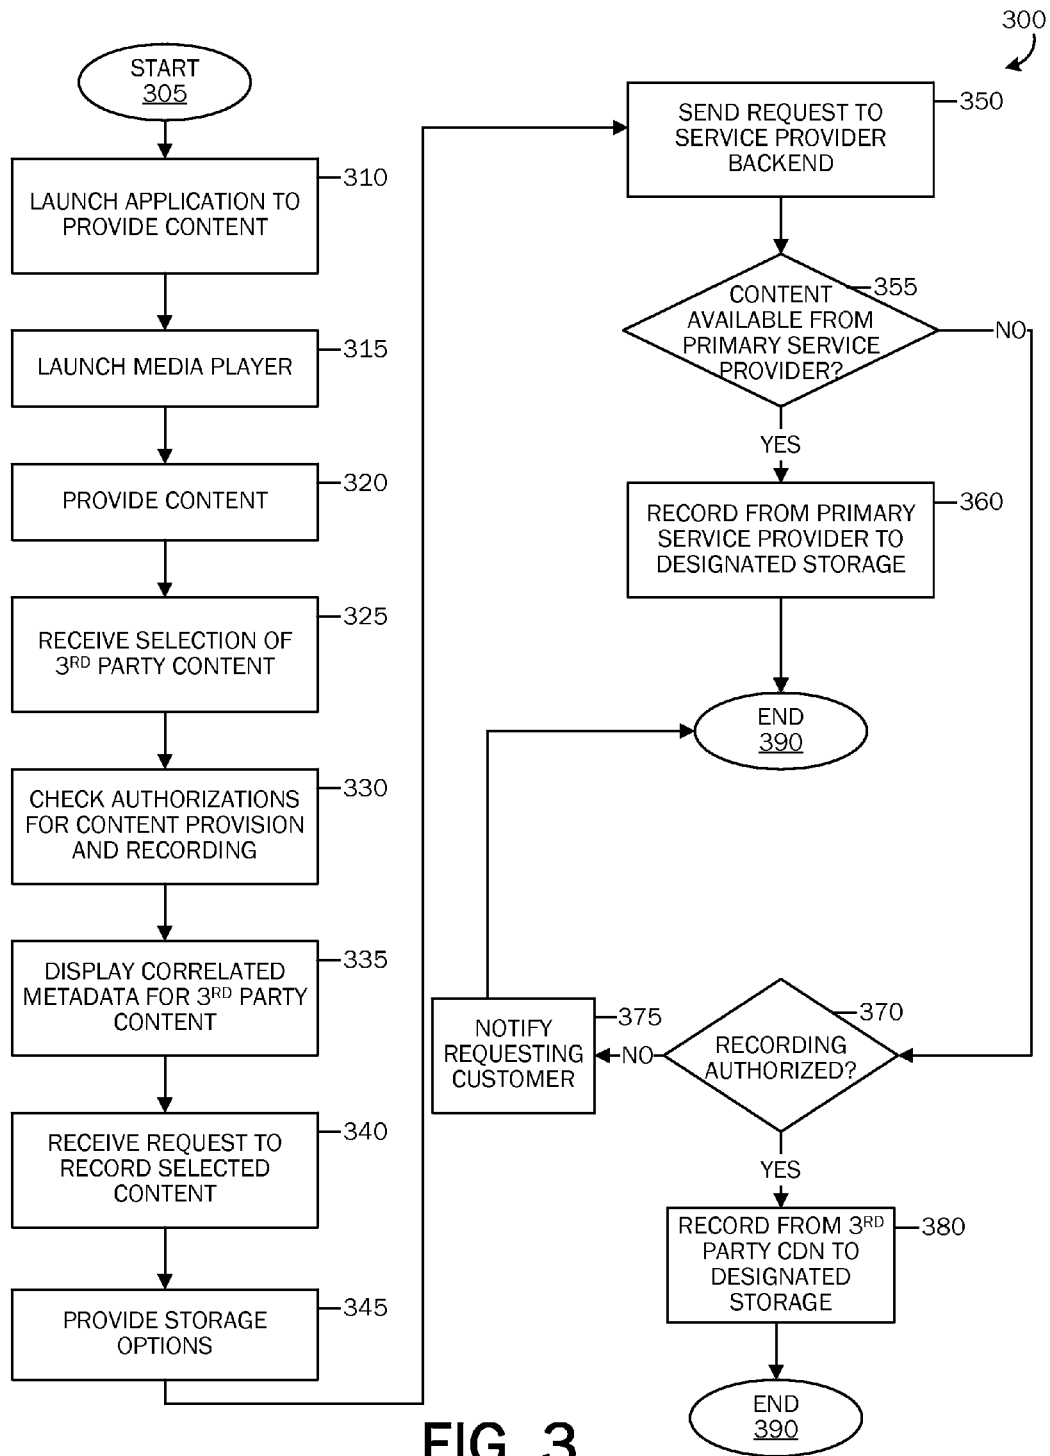 300
START
305
310
LAUNCH APPLICATION TO
PROVIDE CONTENT
315
LAUNCH MEDIA PLAYER
320
PROVIDE CONTENT
325
RECEIVE SELECTION OF
3RD PARTY CONTENT
330
CHECK AUTHORIZATIONS
FOR CONTENT PROVISION
AND RECORDING
335
DISPLAY CORRELATED
METADATA FOR 3RD PARTY
CONTENT
340
RECEIVE REQUEST TO
RECORD SELECTED
CONTENT
345
PROVIDE STORAGE
OPTIONS
350
SEND REQUEST TO
SERVICE PROVIDER
BACKEND
355
CONTENT
AVAILABLE FROM
PRIMARY SERVICE
PROVIDER?
NO
YES
360
RECORD FROM PRIMARY
SERVICE PROVIDER TO
DESIGNATED STORAGE
END
390
370
RECORDING
AUTHORIZED?
NO
375
NOTIFY
REQUESTING
CUSTOMER
YES
380
RECORD FROM 3RD
PARTY CDN TO
DESIGNATED
STORAGE
END
390
FIG. 3